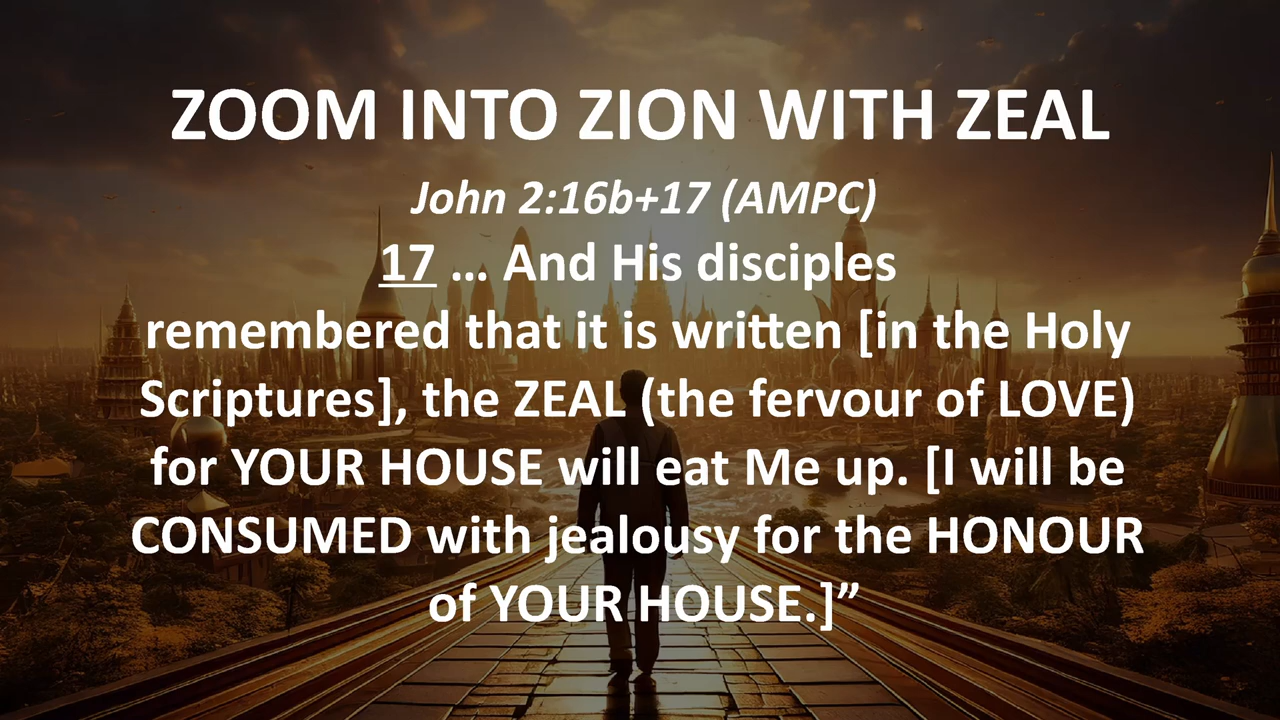 ZOOM INTO ZION WITH ZEAL
John 2:16b+17 (AMPC)
17 ... And His disciples
remembered that it is written [in the Holy
Scriptures], the ZEAL (the fervour of LOVE)
for YOUR HOUSE will eat Me up. [I will be
CONSUMED with jealousy for the HONOUR
of YOUR HOUSE.]”